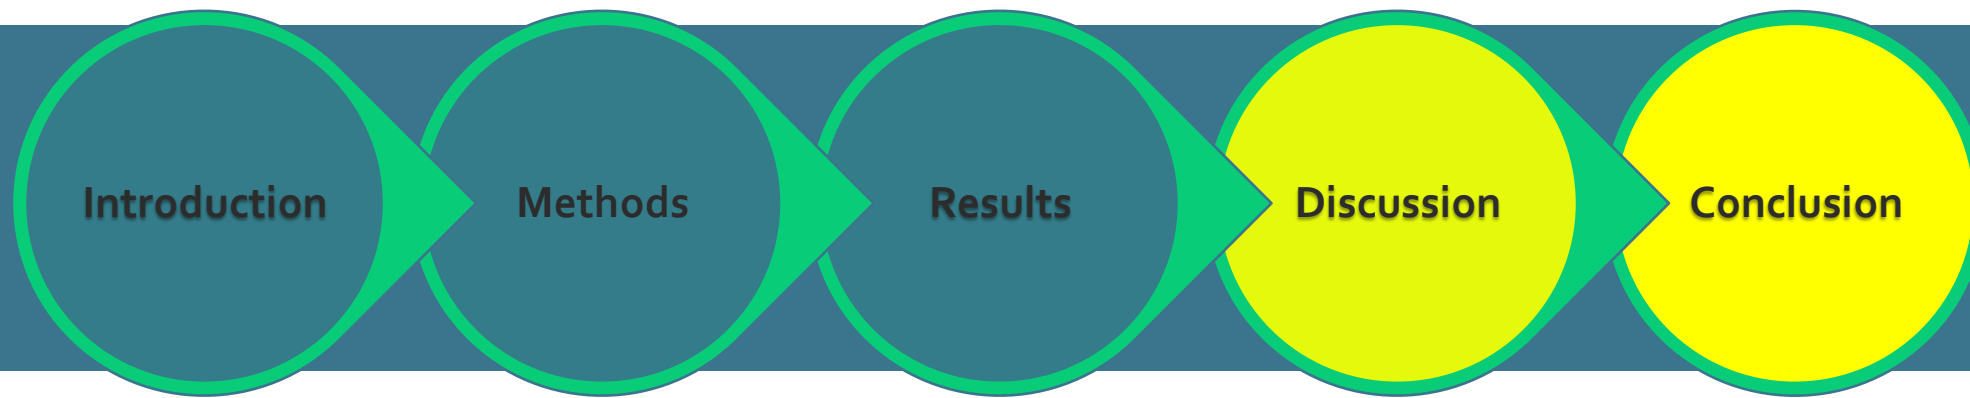 Introduction
Methods
Results
Discussion
Conclusion